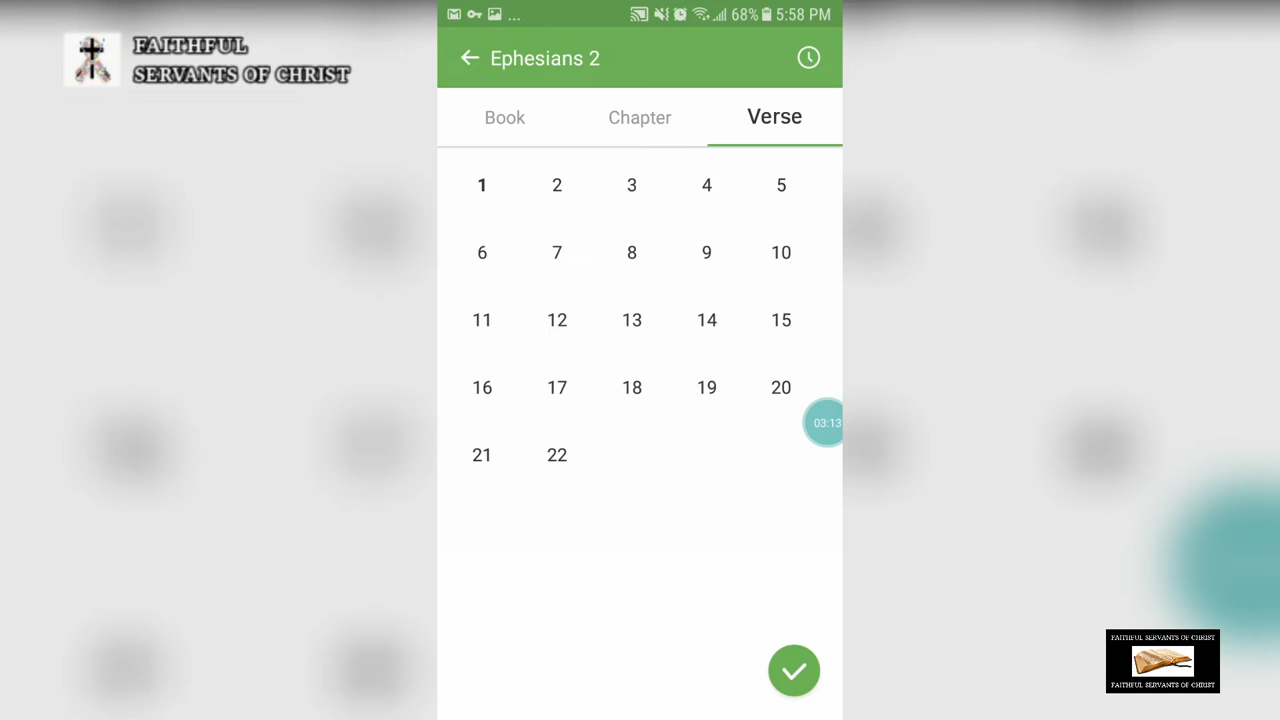 FAITHFUL
SERVANTS OF CHRIST
... 68% 5:58 PM
Ephesians 2
Book Chapter Verse
1 2 3 4 5
6 7 8 9 10
11 12 13 14 15
16 17 18 19 20
03:13
21 22
FAITHFUL SERVANTS OF CHRIST
FAITHFUL SERVANTS OF CHRIST